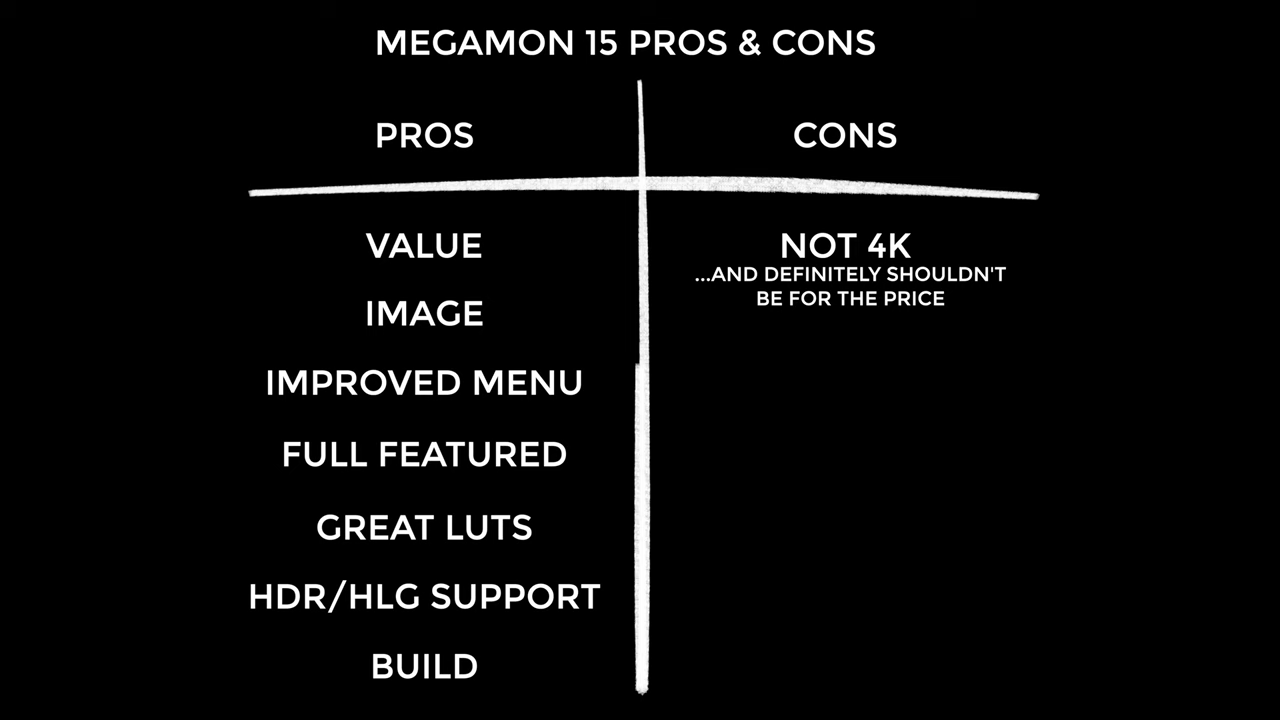 MEGAMON 15 PROS & CONS
PROS
CONS
VALUE
IMAGE
IMPROVED MENU
FULL FEATURED
GREAT LUTS
HDR/HLG SUPPORT
BUILD
NOT 4K
...AND DEFINITELY SHOULDN'T
BE FOR THE PRICE